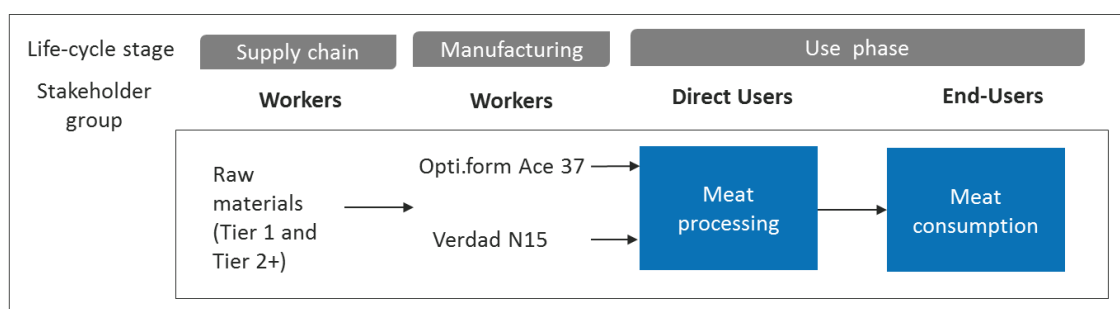 Life-cycle stage
Supply chain
Manufacturing
Use phase
Stakeholder
group
Workers
Workers
Direct Users
End-Users
Raw
materials
(Tier 1 and
Tier 2+)
Opti.form Ace 37
Verdad N15
Meat
processing
Meat
consumption